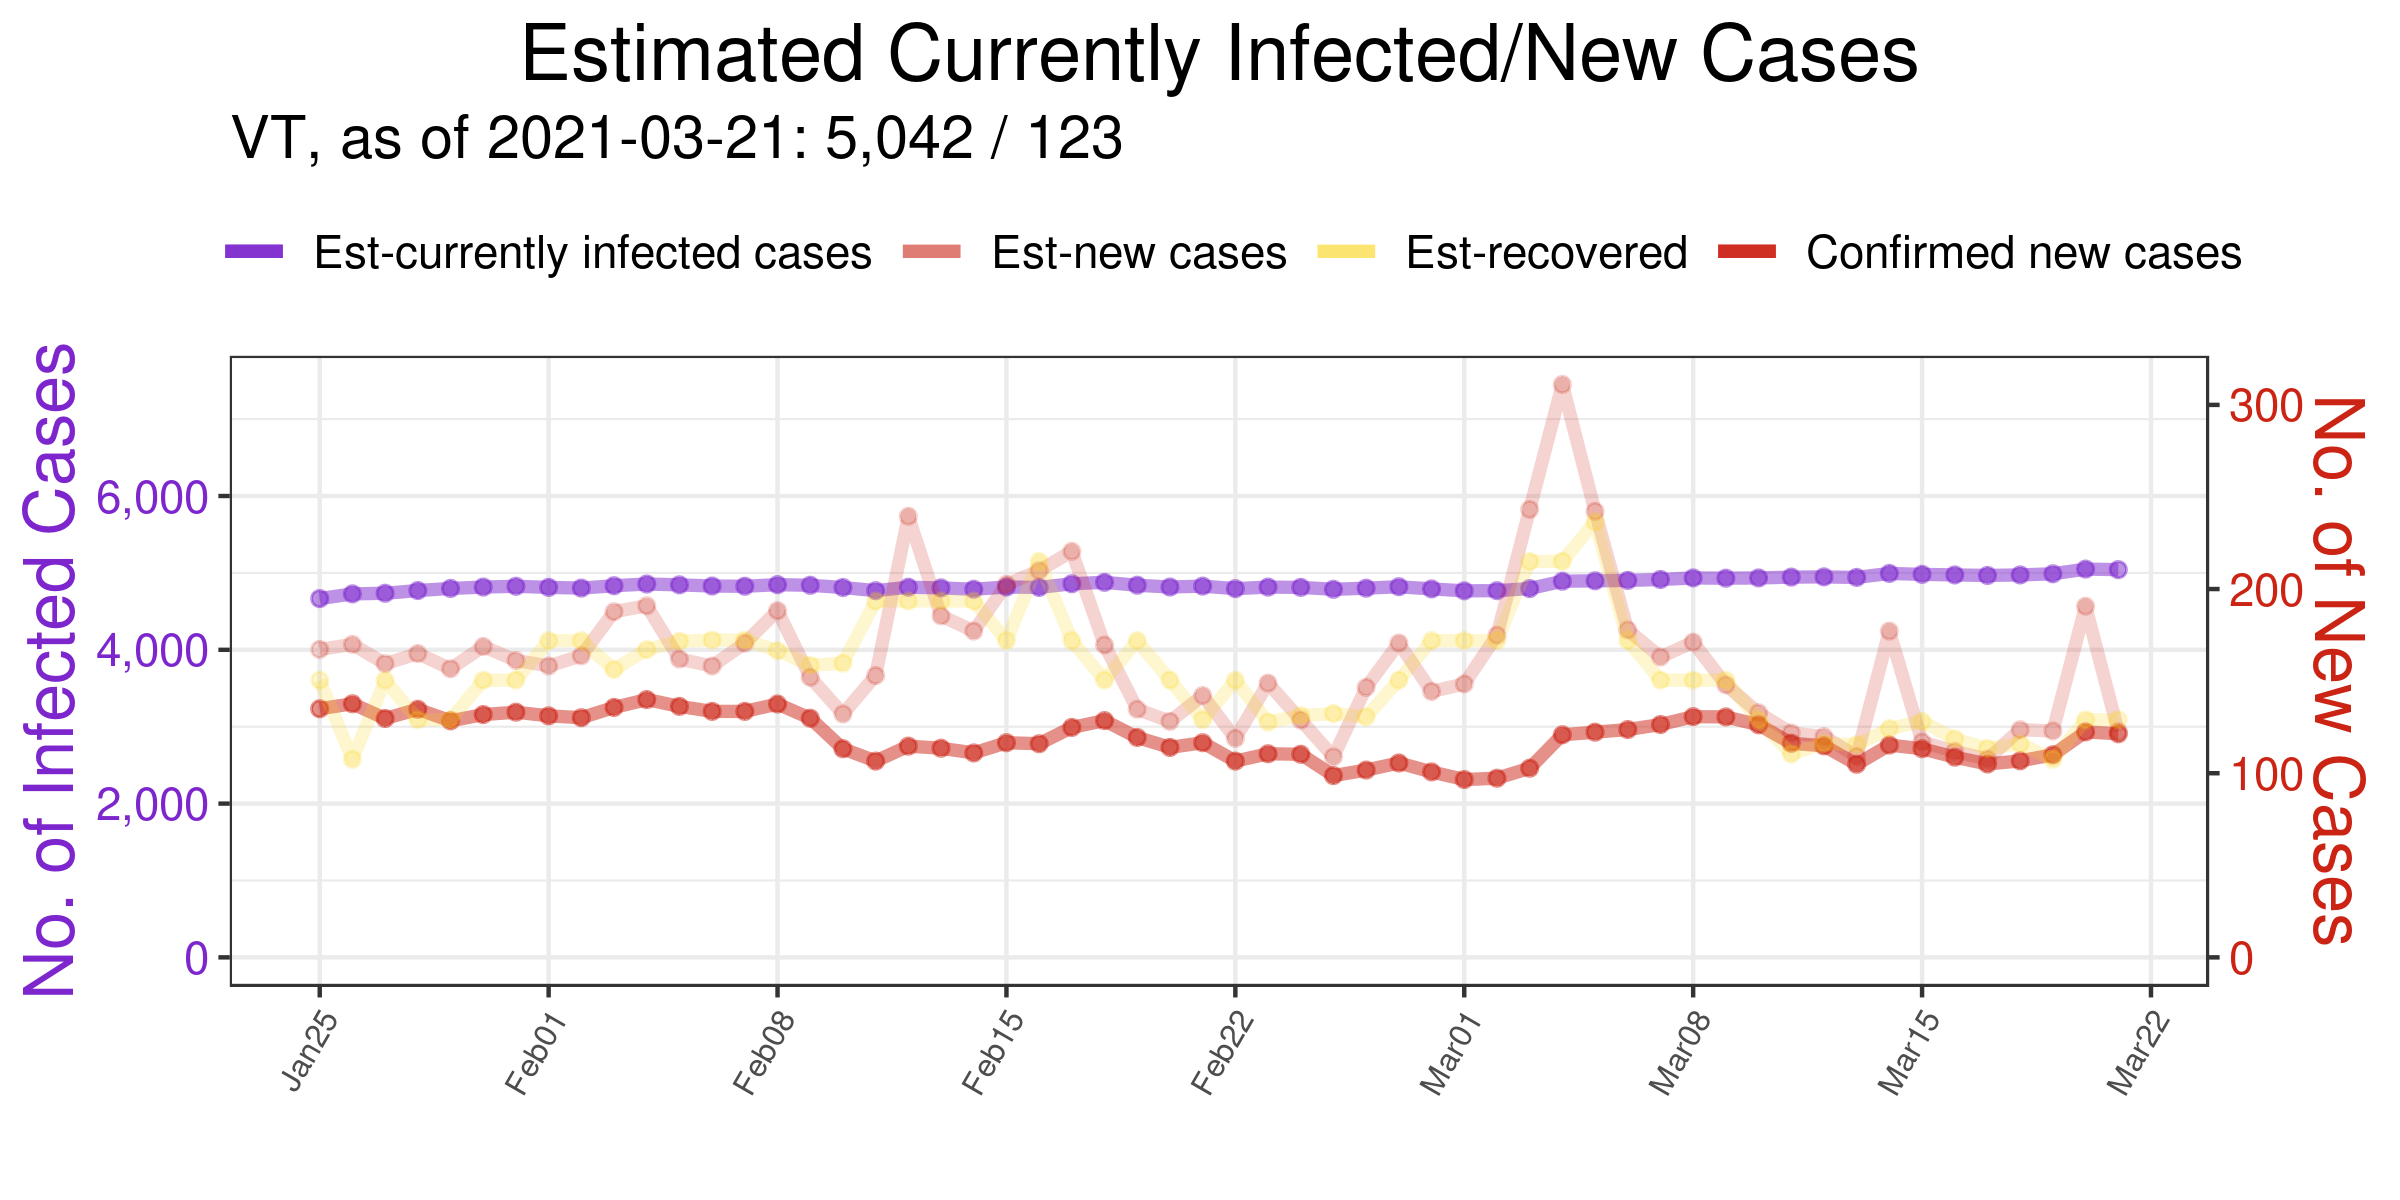 Estimated Currently Infected/New Cases
VT, as of 2021-03-21: 5,042 / 123
Est-currently infected cases Est-new cases Est-recovered Confirmed new cases
No. of Infected Cases
6,000
4,000
2,000
0
300
200
100
0
No. of New Cases
Jan25 Feb01 Feb08 Feb15 Feb22 Mar01 Mar08 Mar15 Mar22